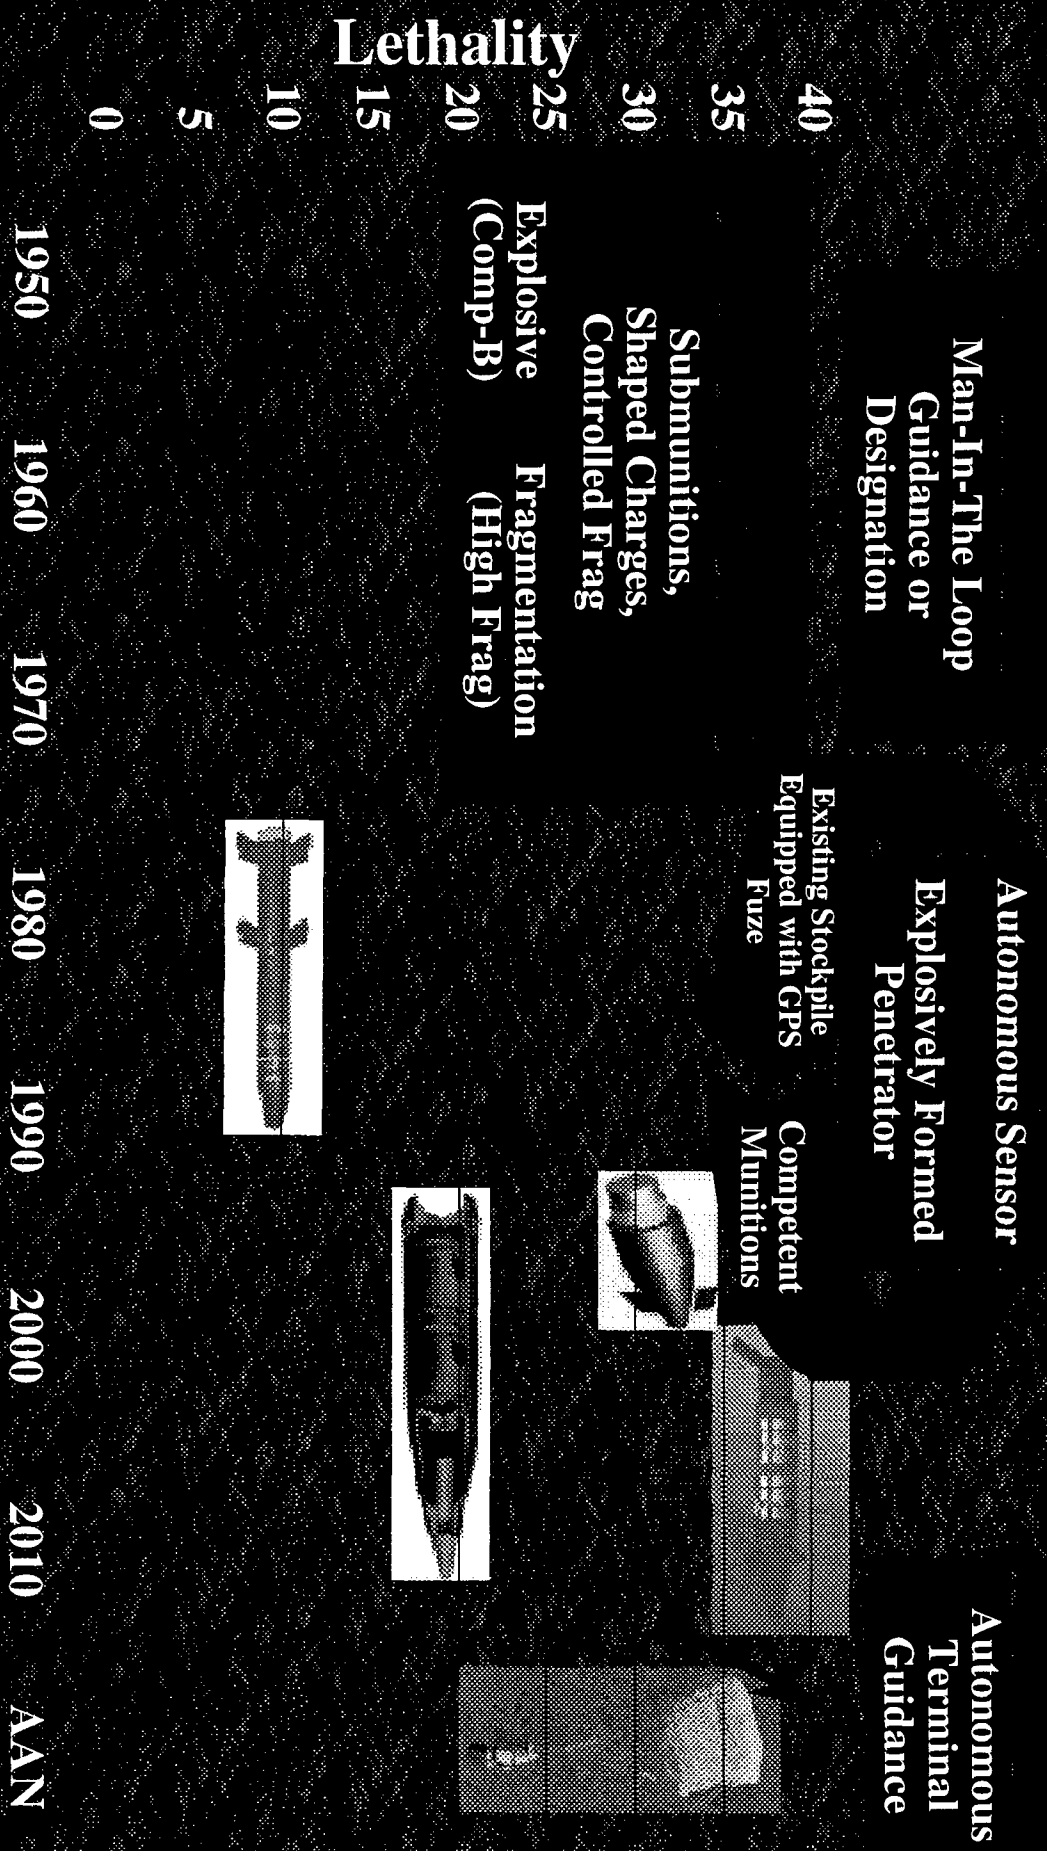 Man-In-The Loop
Guidance or
Designation
Autonomous Sensor
Explosively Formed
Penetrator
Autonomous
Terminal
Guidance
Existing Stockpile
Equipped with GPS
Fuze
Competent
Munitions
Submunitions,
Shaped Charges,
Controlled Frag
Explosive
(Comp-B)
Fragmentation
(High Frag)
Lethality
40
35
30
25
20
15
10
5
0
1950
1960
1970
1980
1990
2000
2010
AAN